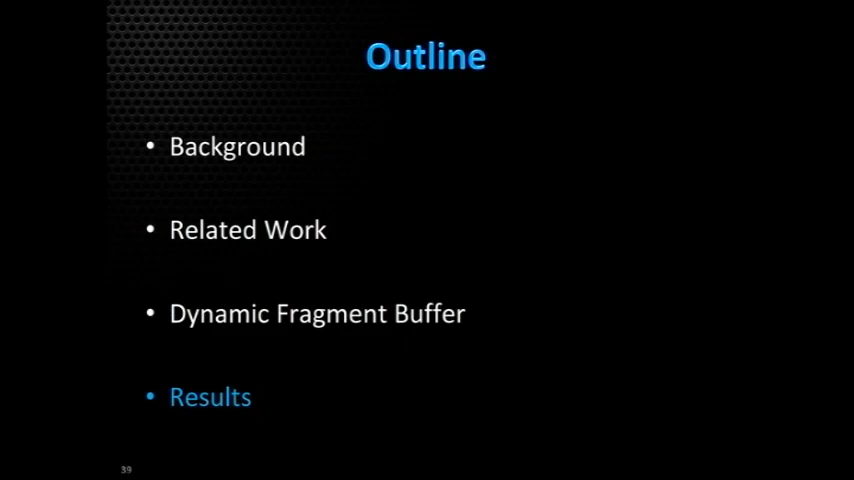 Outline
• Background
• Related Work
• Dynamic Fragment Buffer
• Results
39